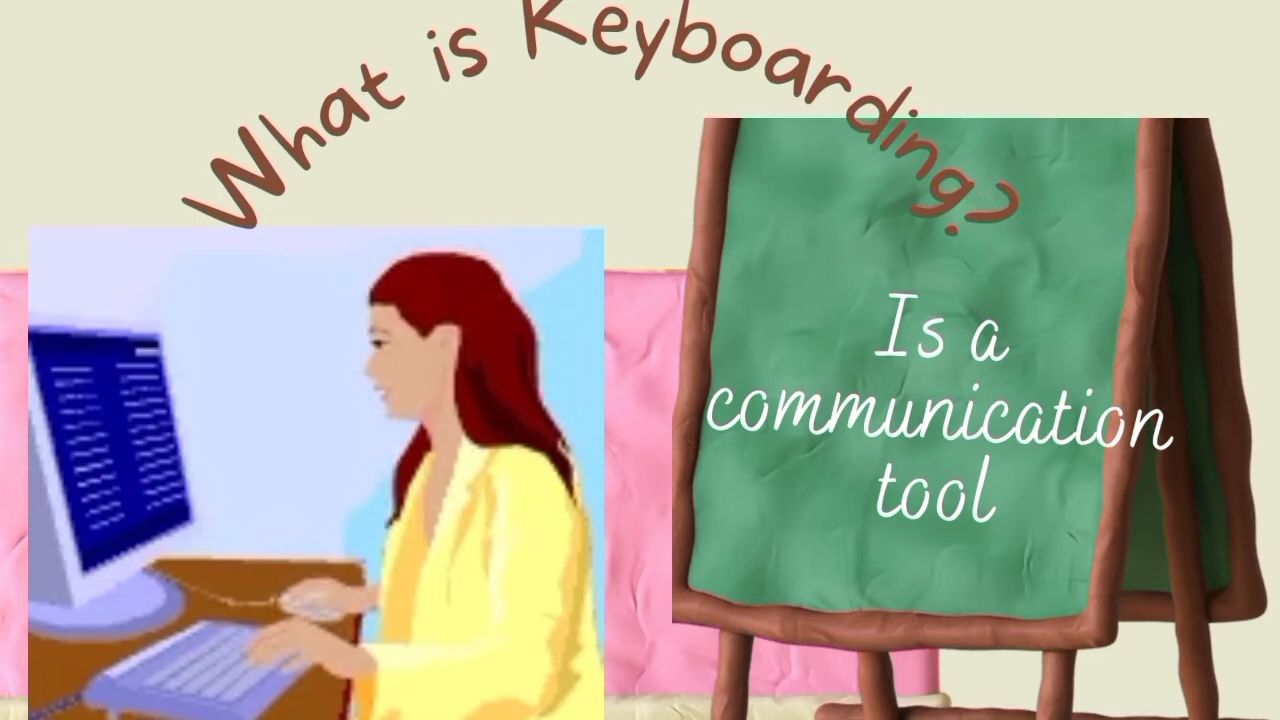 What is Keyboarding?
Is a
communication
tool